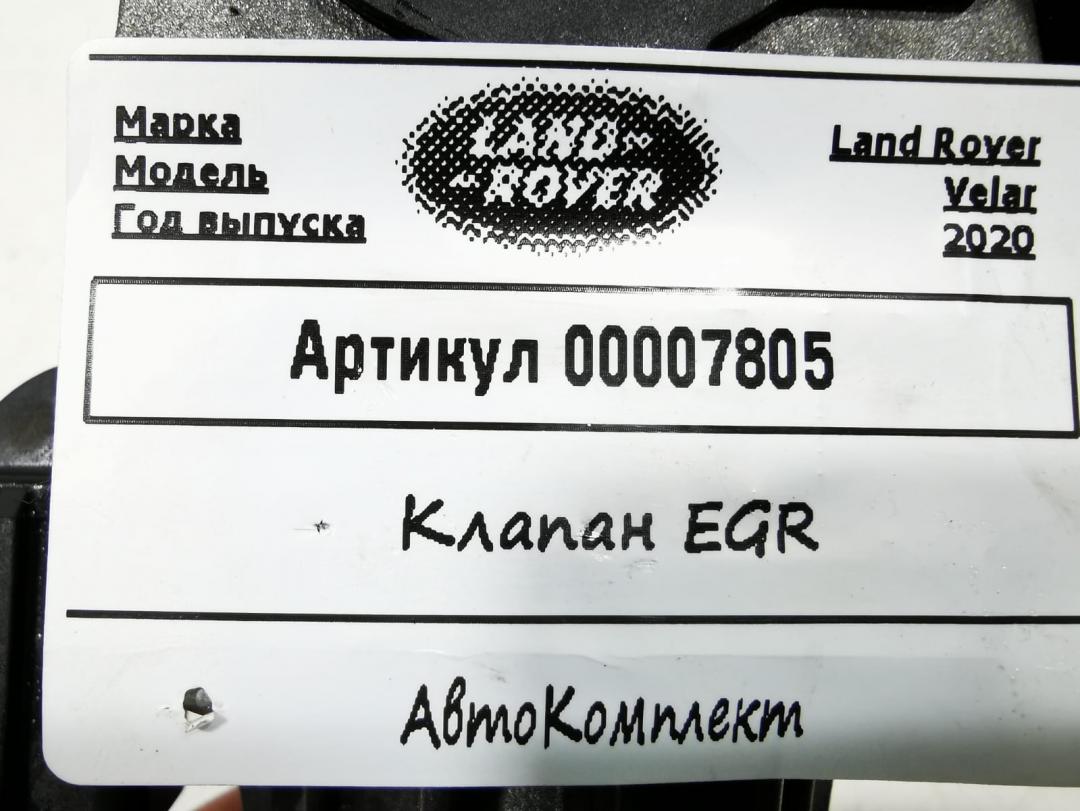 Марка
Модель
Год выпуска
LAND-
-ROVER
Land Rover
Velar
2020
Артикул 00007805
Клапан EGR
АвтоКомплект